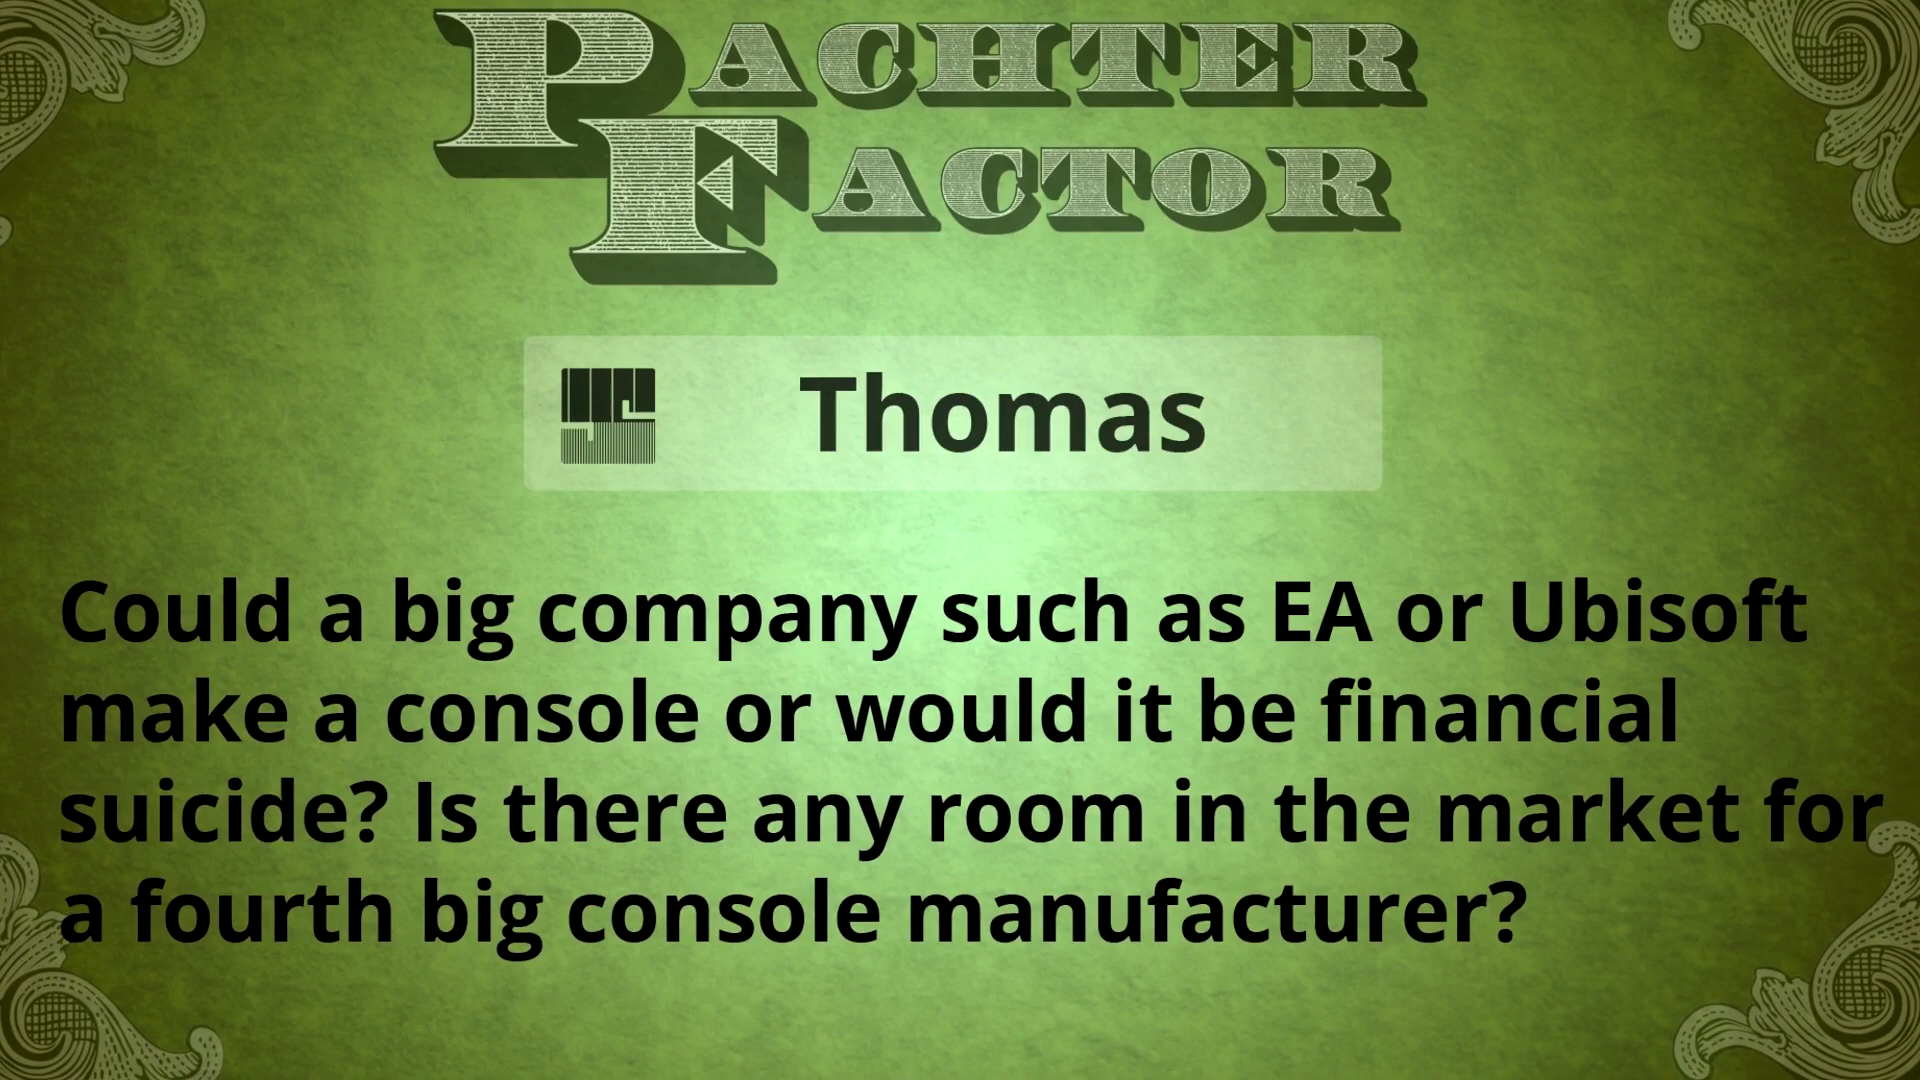 PACHTER
FACTOR
Thomas
Could a big company such as EA or Ubisoft
make a console or would it be financial
suicide? Is there any room in the market for
a fourth big console manufacturer?